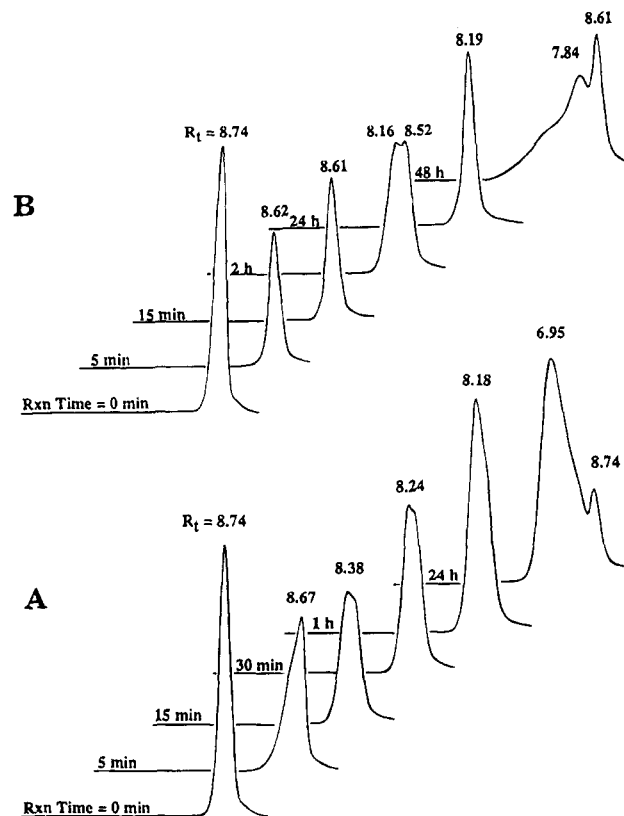 8.61
8.19
7.84
R_t = 8.74
8.16 8.52
8.61
48 h
B
8.62
24 h
2 h
15 min
5 min
Rxn Time = 0 min
6.95
8.18
8.74
8.24
R_t = 8.74
8.38
24 h
A
8.67
1 h
30 min
15 min
5 min
Rxn Time = 0 min